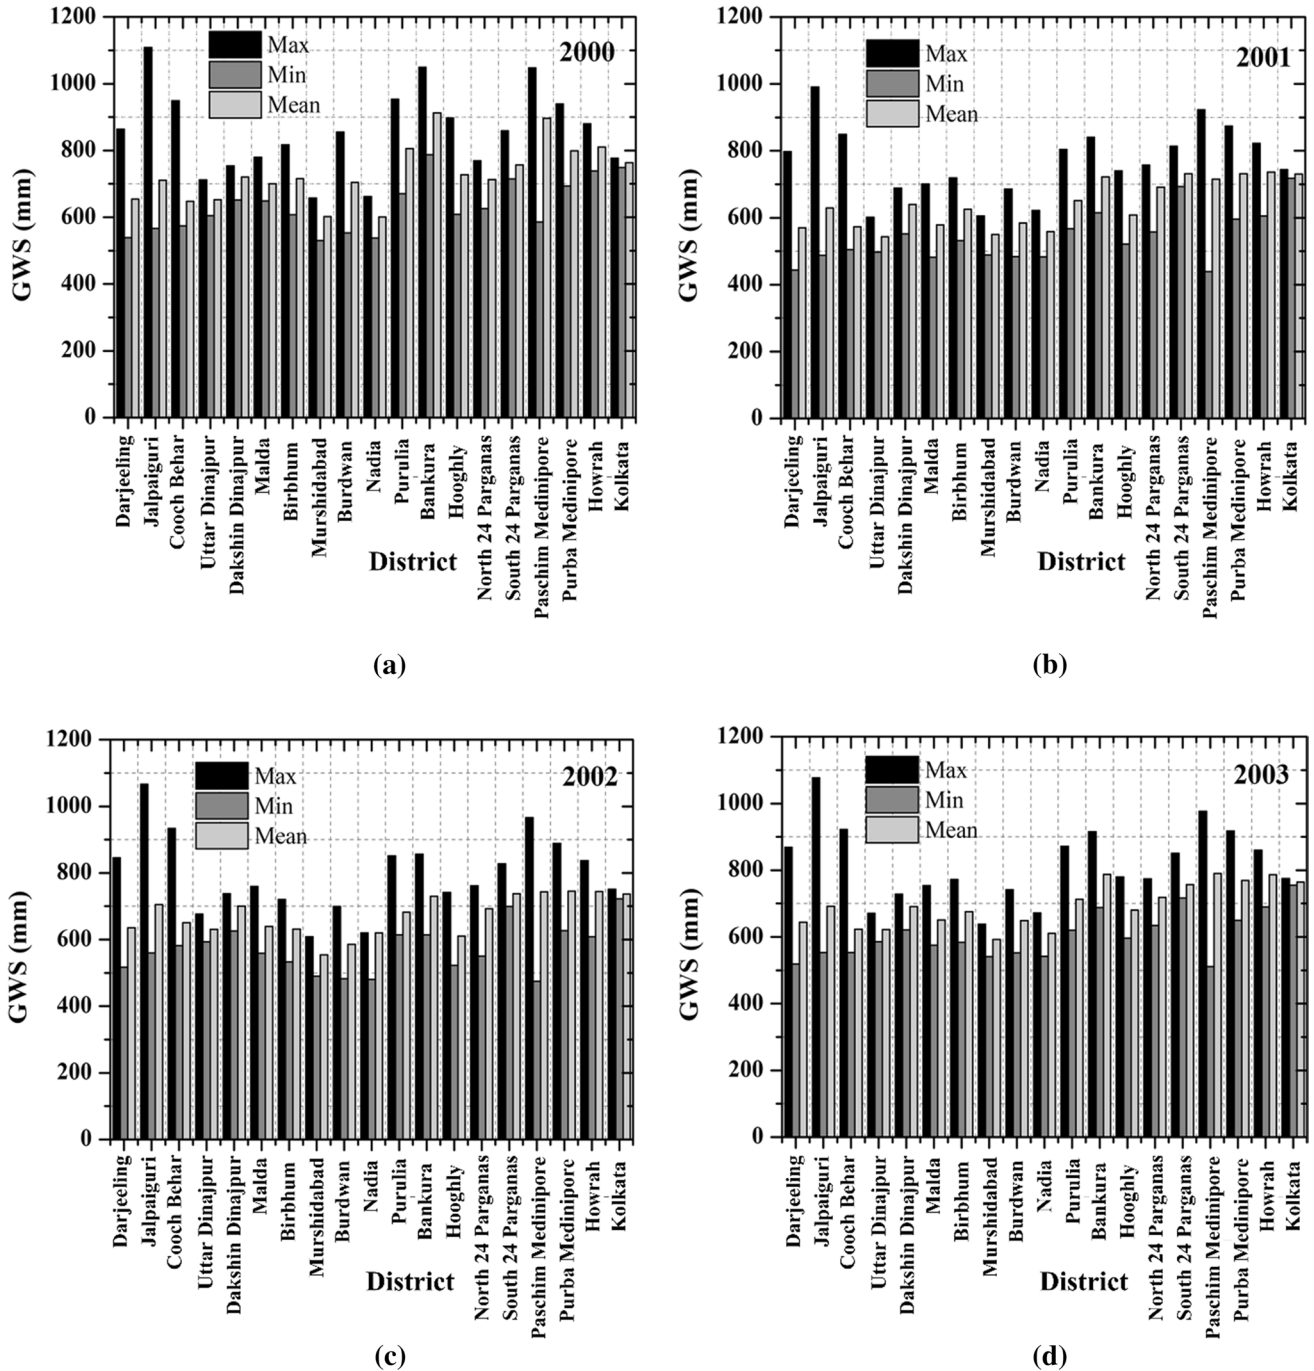 1200
1000
800
600
400
200
0
GWS (mm)
Max
Min
Mean
2000
Darjeeling
Jalpaiguri
Cooch Behar
Uttar Dinajpur
Dakshin Dinajpur
Malda
Birbhum
Murshidabad
Burdwan
Nadia
Purulia
Bankura
Hooghly
North 24 Parganas
South 24 Parganas
Paschim Medinipore
Purba Medinipore
Howrah
Kolkata
District
(a)
1200
1000
800
600
400
200
0
GWS (mm)
Max
Min
Mean
2001
Darjeeling
Jalpaiguri
Cooch Behar
Uttar Dinajpur
Dakshin Dinajpur
Malda
Birbhum
Murshidabad
Burdwan
Nadia
Purulia
Bankura
Hooghly
North 24 Parganas
South 24 Parganas
Paschim Medinipore
Purba Medinipore
Howrah
Kolkata
District
(b)
1200
1000
800
600
400
200
0
GWS (mm)
Max
Min
Mean
2002
Darjeeling
Jalpaiguri
Cooch Behar
Uttar Dinajpur
Dakshin Dinajpur
Malda
Birbhum
Murshidabad
Burdwan
Nadia
Purulia
Bankura
Hooghly
North 24 Parganas
South 24 Parganas
Paschim Medinipore
Purba Medinipore
Howrah
Kolkata
District
(c)
1200
1000
800
600
400
200
0
GWS (mm)
Max
Min
Mean
2003
Darjeeling
Jalpaiguri
Cooch Behar
Uttar Dinajpur
Dakshin Dinajpur
Malda
Birbhum
Murshidabad
Burdwan
Nadia
Purulia
Bankura
Hooghly
North 24 Parganas
South 24 Parganas
Paschim Medinipore
Purba Medinipore
Howrah
Kolkata
District
(d)